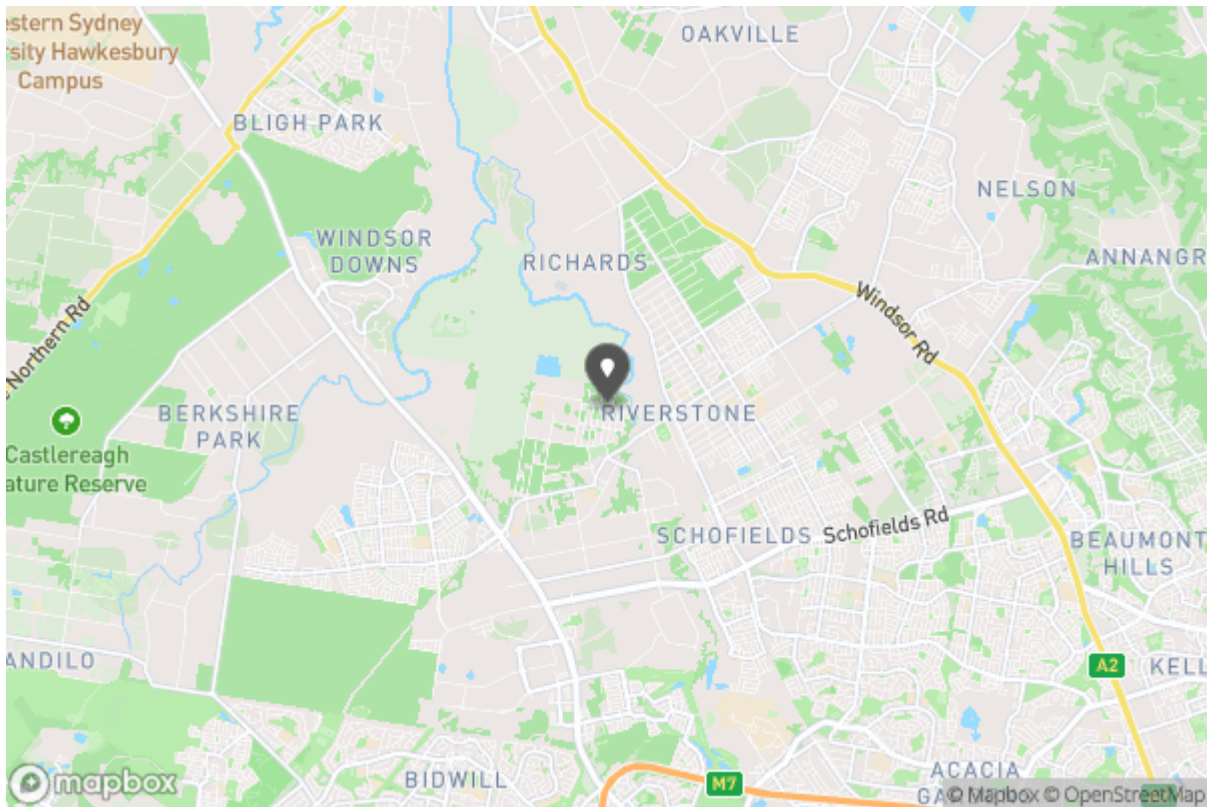 estern Sydney
rsity Hawkesbury
Campus
OAKVILLE
BLIGH PARK
NELSON
WINDSOR
DOWNS
RICHARDS
ANNANGR
Northern Rd
Windsor Rd
BERKSHIRE
PARK
RIVERSTONE
Castlereagh
ature Reserve
SCHOFIELDS
Schofields Rd
BEAUMONT
HILLS
ANDILO
A2
KELL
BIDWILL
M7
ACACIA
mapbox
© Mapbox © OpenStreetMap